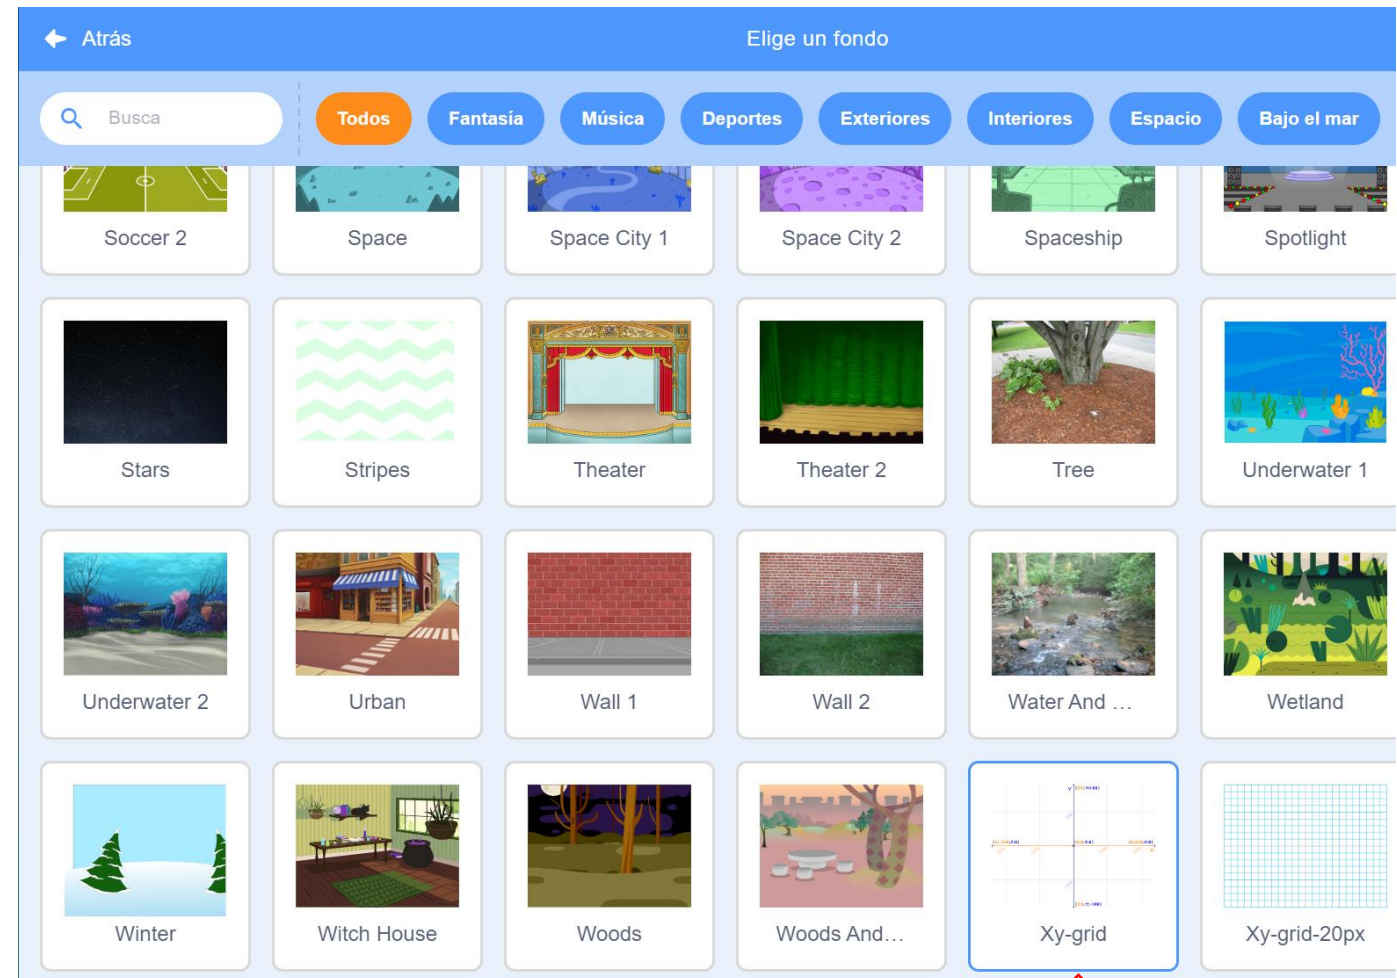 Atrás
Elige un fondo
Busca
Todos
Fantasía
Música
Deportes
Exteriores
Interiores
Espacio
Bajo el mar
Soccer 2
Space
Space City 1
Space City 2
Spaceship
Spotlight
Stars
Stripes
Theater
Theater 2
Tree
Underwater 1
Underwater 2
Urban
Wall 1
Wall 2
Water And ...
Wetland
Winter
Witch House
Woods
Woods And...
Xy-grid
Xy-grid-20px